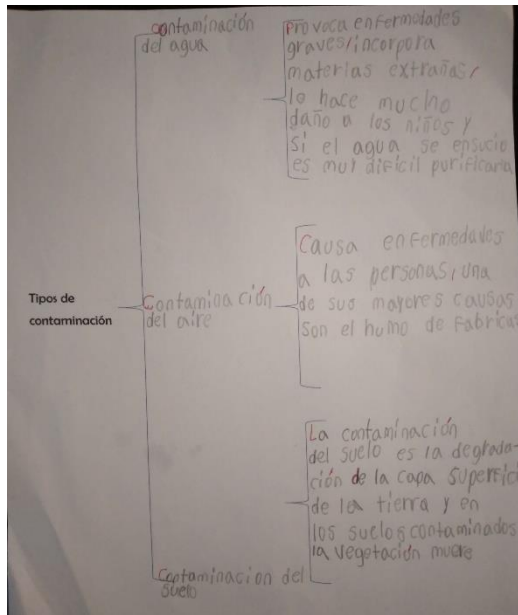 Contaminación
del agua
Provoca enfermedades
graves, incorpora
materias extrañas,
lo hace mucho
daño a los niños y
si el agua se ensucio
es muy dificil purificarla
Tipos de
contaminación
Contaminación
del aire
Causa enfermedades
a las personas, una
de sus mayores causas
son el humo de fabricas
La contaminación
del suelo es la degrada-
ción de la capa superfici
de la tierra y en
los suelos contaminados
la vegetación muere
Contaminacion del
suelo